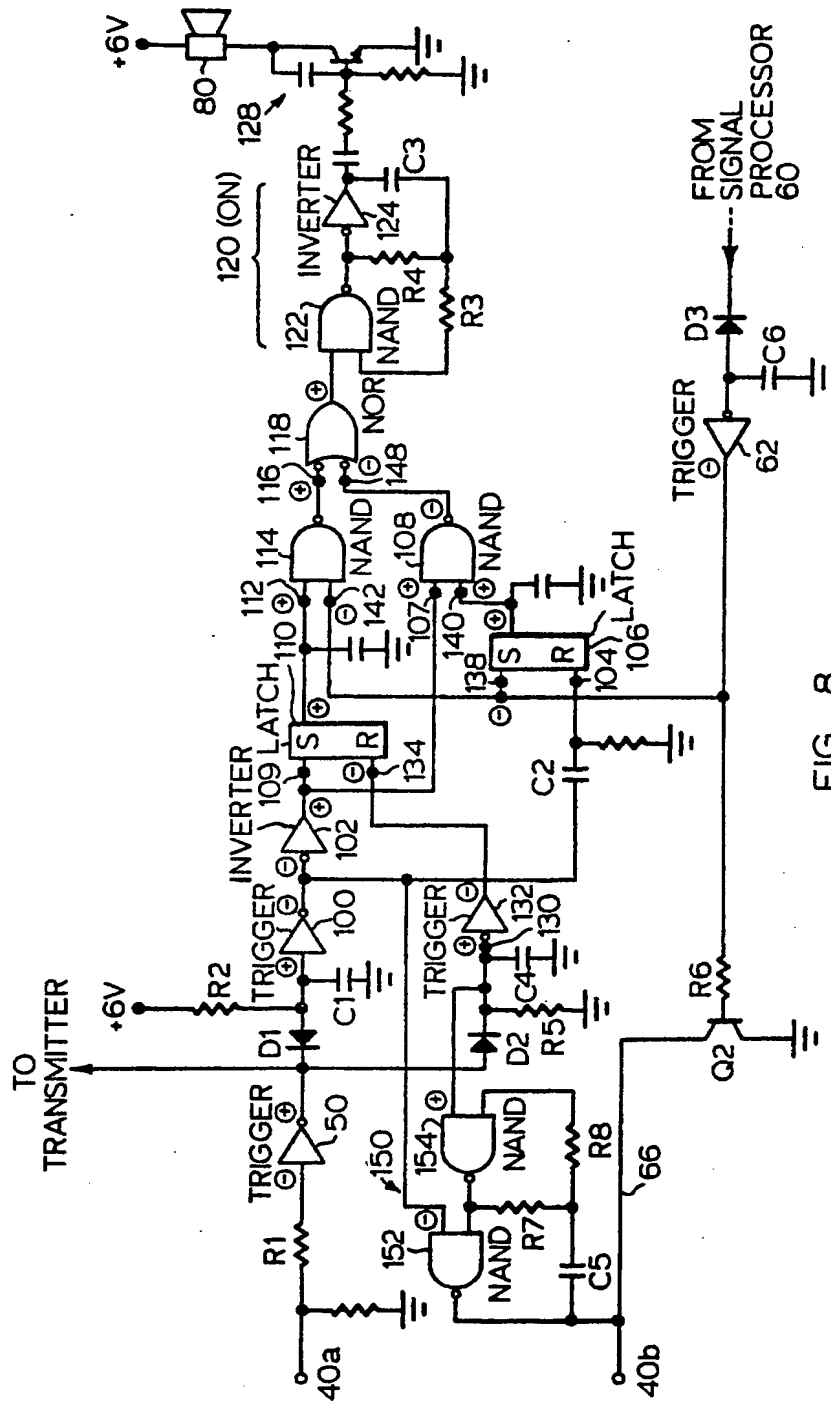 TO
TRANSMITTER
+6V
R2
D1
40a
R1
TRIGGER
50
⊖
⊕
C1
TRIGGER
100
⊕
⊖
INVERTER
102
⊖
⊕
109
LATCH
S
R
110
⊕
⊖
134
112
⊕
142
⊖
114
NAND
116
⊕
118
NOR
⊕
⊖
148
107
⊕
108
NAND
⊖
140
⊕
⊕
138
⊖
S
R
LATCH
104
106
C2
120 (ON)
122
NAND
INVERTER
124
R4
R3
C3
128
80
+6V
150
152
NAND
⊖
154
⊕
NAND
R7
R8
C5
D2
R5
C4
TRIGGER
⊕
⊖
130
132
40b
66
R6
Q2
TRIGGER
⊖
62
C6
D3
FROM
SIGNAL
PROCESSOR
60
FIG. 8